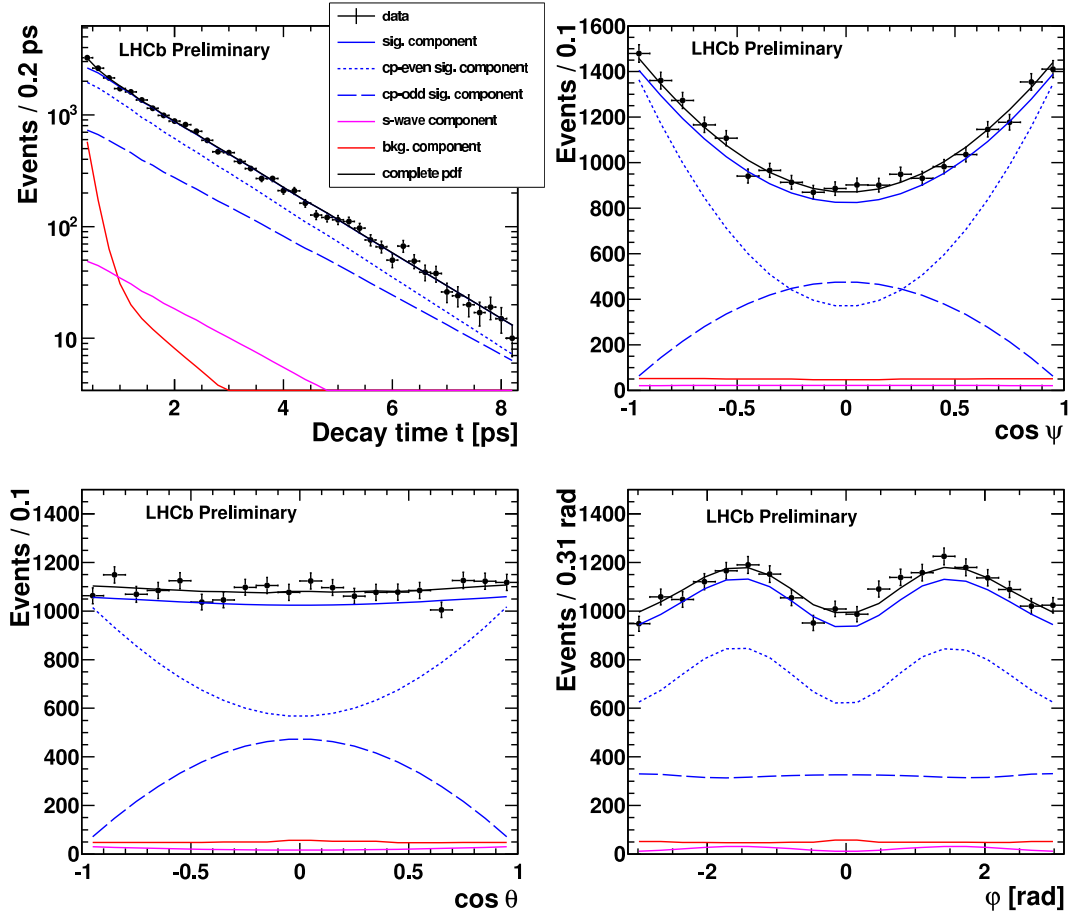 LHCb Preliminary
data
sig. component
cp-even sig. component
cp-odd sig. component
s-wave component
bkg. component
complete pdf
Events / 0.2 ps
10³
10²
10
2 4 6 8
Decay time t [ps]
LHCb Preliminary
Events / 0.1
1600
1400
1200
1000
800
600
400
200
0
-1 -0.5 0 0.5 1
cos ψ
LHCb Preliminary
Events / 0.1
1400
1200
1000
800
600
400
200
0
-1 -0.5 0 0.5 1
cos θ
LHCb Preliminary
Events / 0.31 rad
1400
1200
1000
800
600
400
200
0
-2 0 2
φ [rad]